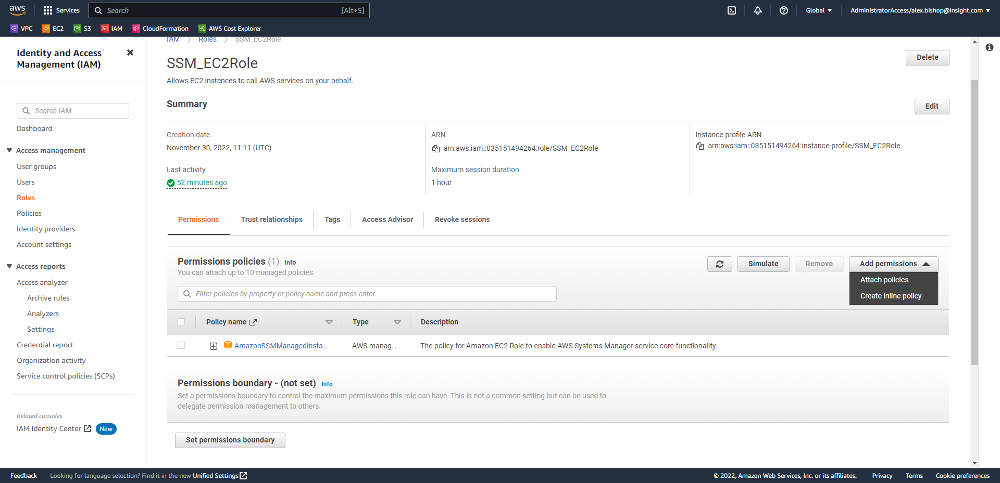 aws
Services
Search
[Alt+S]
Global
AdministratorAccess/alex.bishop@insight.com
VPC
EC2
S3
IAM
CloudFormation
AWS Cost Explorer
Identity and Access
Management (IAM)
Search IAM
Dashboard
Access management
User groups
Users
Roles
Policies
Identity providers
Account settings
Access reports
Access analyzer
Archive rules
Analyzers
Settings
Credential report
Organization activity
Service control policies (SCPs)
Related consoles
IAM Identity Center
New
IAM
Roles
SSM_EC2Role
SSM_EC2Role
Delete
Allows EC2 instances to call AWS services on your behalf.
Summary
Edit
Creation date
November 30, 2022, 11:11 (UTC)
Last activity
52 minutes ago
ARN
arn:aws:iam::035151494264:role/SSM_EC2Role
Maximum session duration
1 hour
Instance profile ARN
arn:aws:iam::035151494264:instance-profile/SSM_EC2Role
Permissions
Trust relationships
Tags
Access Advisor
Revoke sessions
Permissions policies (1)
Info
You can attach up to 10 managed policies.
Simulate
Remove
Add permissions
Attach policies
Create inline policy
Filter policies by property or policy name and press enter.
Policy name
Type
Description
AmazonSSMManagedInsta...
AWS manag...
The policy for Amazon EC2 Role to enable AWS Systems Manager service core functionality.
Permissions boundary - (not set)
Info
Set a permissions boundary to control the maximum permissions this role can have. This is not a common setting but can be used to
delegate permission management to others.
Set permissions boundary
Feedback
Looking for language selection? Find it in the new Unified Settings
© 2022, Amazon Web Services, Inc. or its affiliates.
Privacy
Terms
Cookie preferences